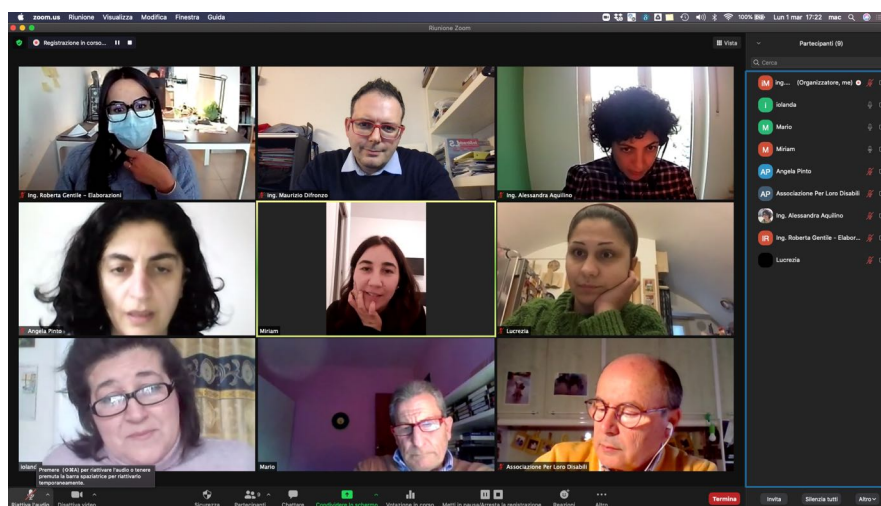 zoom.us Riunione Visualizza Modifica Finestra Guida
100% Lun 1 mar 17:22 mac
Riunione Zoom
Registrazione in corso...
Vista
Partecipanti (9)
Cerca
Ing. Roberta Gentile - Elaborazioni
Ing. Maurizio Difronzo
Ing. Alessandra Aquilino
Angela Pinto
Miriam
Lucrezia
Mario
Associazione Per Loro Disabili
Premere (⇧⌘A) per riattivare l'audio o tenere
premuta la barra spaziatrice per riattivarlo
temporaneamente.
iM ing... (Organizzatore, me)
I iolanda
M Mario
M Miriam
AP Angela Pinto
AP Associazione Per Loro Disabili
Ing. Alessandra Aquilino
IR Ing. Roberta Gentile - Elabor...
Lucrezia
Riattiva l'audio Disattiva video Sicurezza Partecipanti Chattare Condividere lo schermo Votazione in corso Metti in pausa/Arresta la registrazione Reazioni Altro
Termina
Invita Silenzia tutti Altro